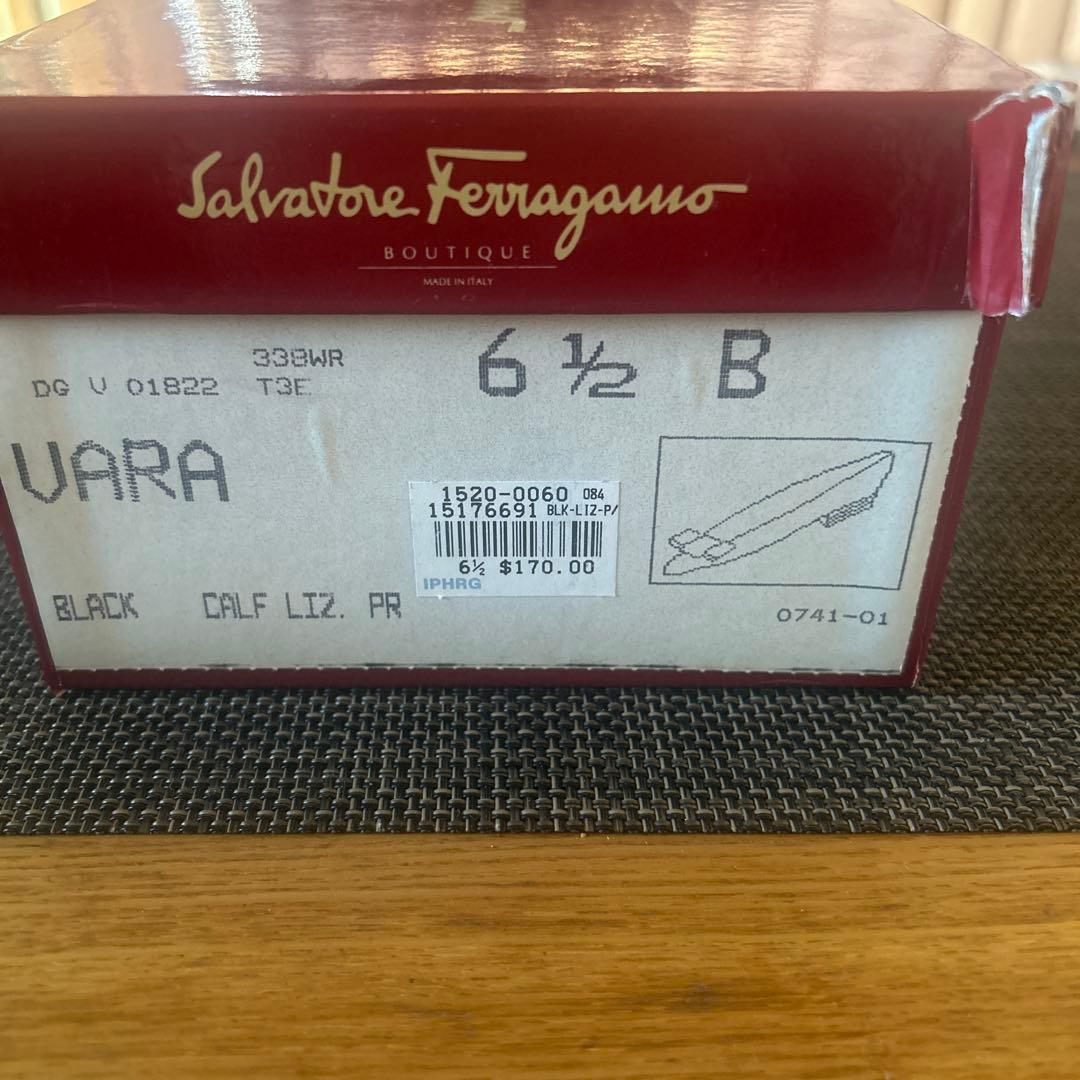 Salvatore Ferragamo
BOUTIQUE
MADE IN ITALY
338WR
DG V 01822 T3E
6 ½ B
VARA
1520-0060 084
15176691 BLK-LIZ-P/
6½ $170.00
IPHRG
BLACK CALF LIZ. PR
0741-01